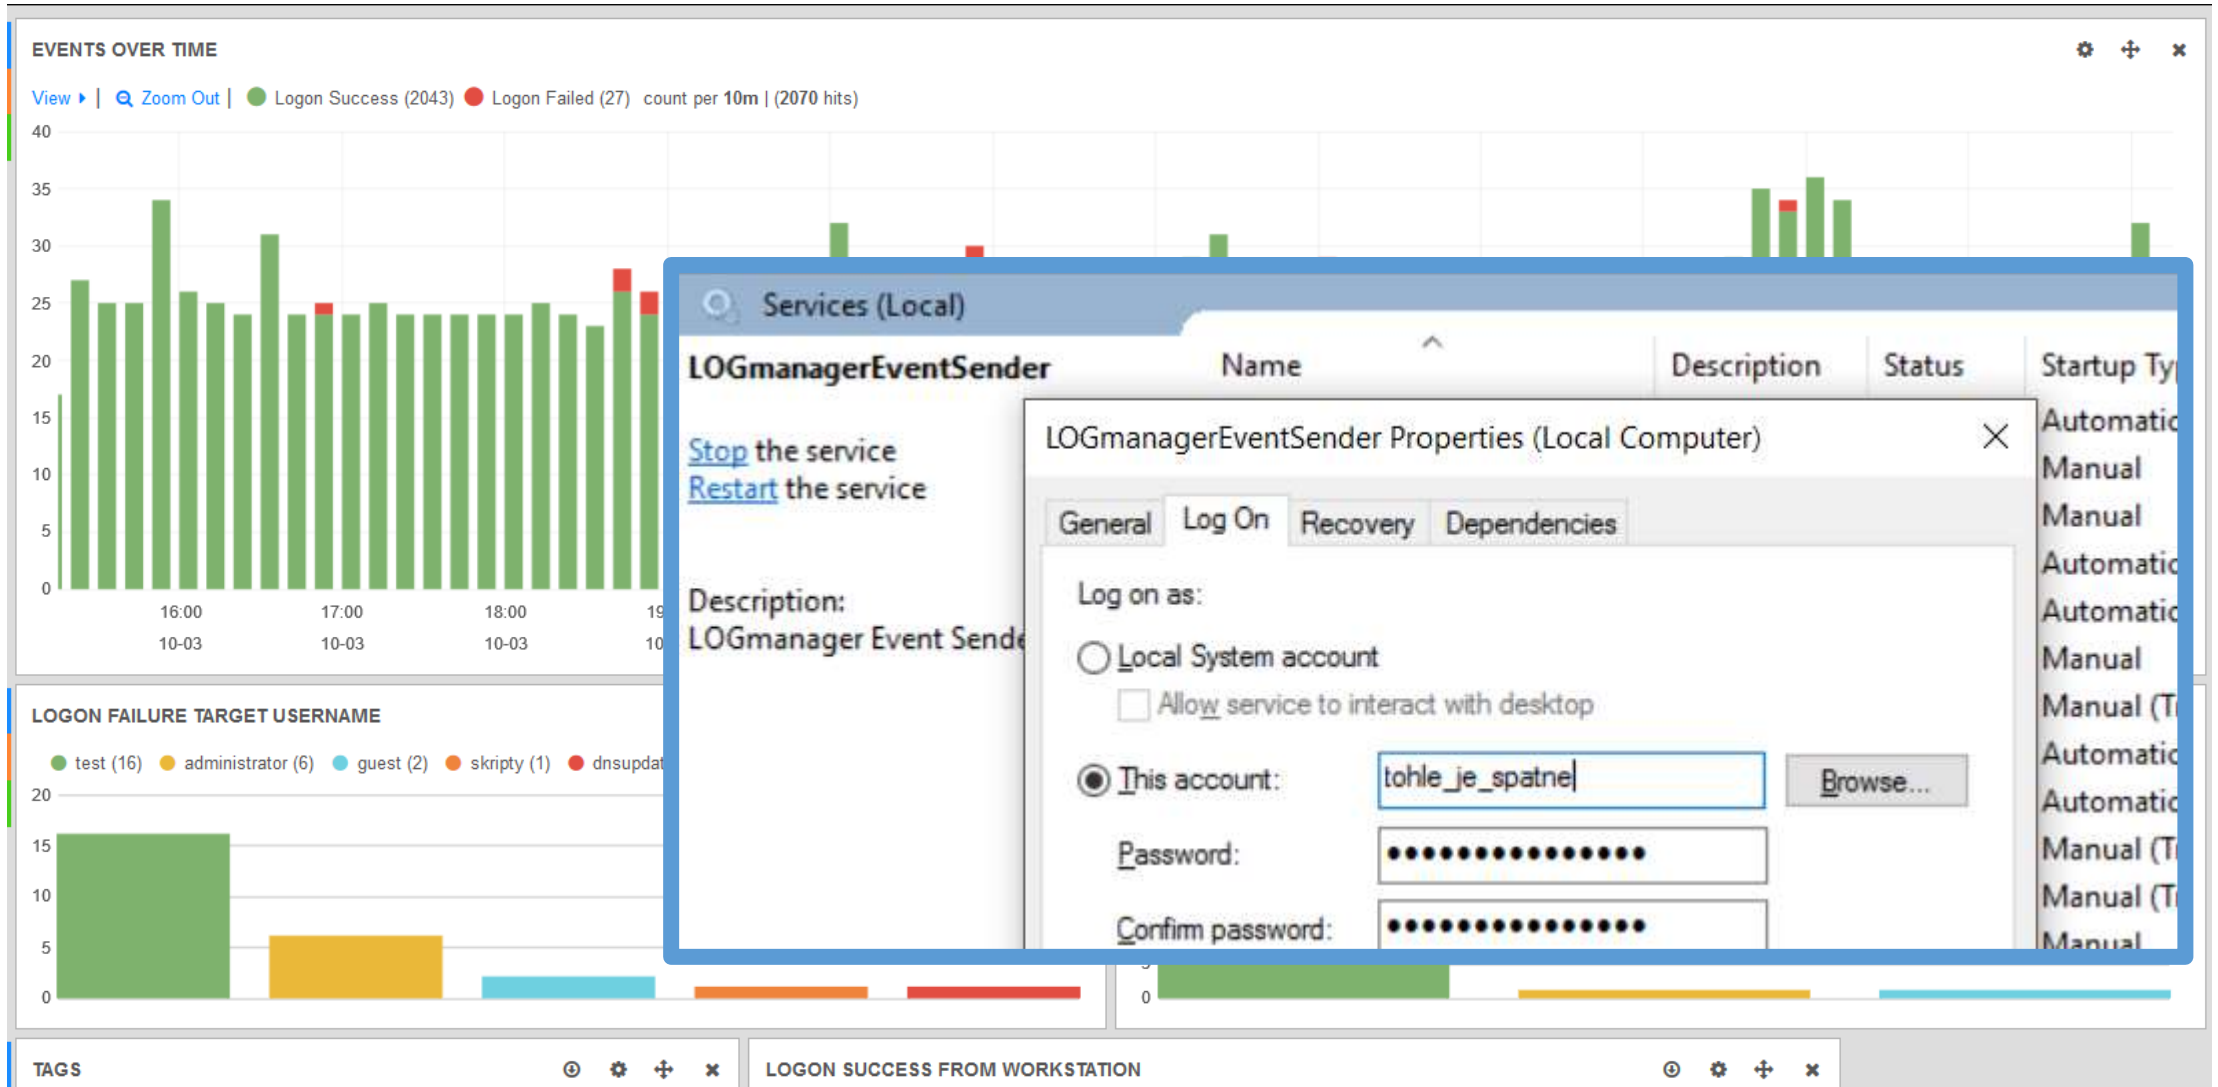 EVENTS OVER TIME
View | Zoom Out | Logon Success (2043) Logon Failed (27) count per 10m | (2070 hits)
40
35
30
25
20
15
10
5
0
16:00 17:00 18:00 19
10-03 10-03 10-03 10
Services (Local)
LOGmanagerEventSender
Stop the service
Restart the service
Description:
LOGmanager Event Sende
Name Description Status Startup Ty
LOGmanagerEventSender Properties (Local Computer)
General Log On Recovery Dependencies
Log on as:
Local System account
Allow service to interact with desktop
This account: tohle_je_spatne Browse...
Password: ●●●●●●●●●●●●●●●
Confirm password: ●●●●●●●●●●●●●●●
Automatic
Manual
Manual
Automatic
Automatic
Manual
Manual (T
Automatic
Automatic
Manual (T
Manual (T
Manual
LOGON FAILURE TARGET USERNAME
test (16) administrator (6) guest (2) skripty (1) dnsupdat
20
15
10
5
0
0
TAGS
LOGON SUCCESS FROM WORKSTATION